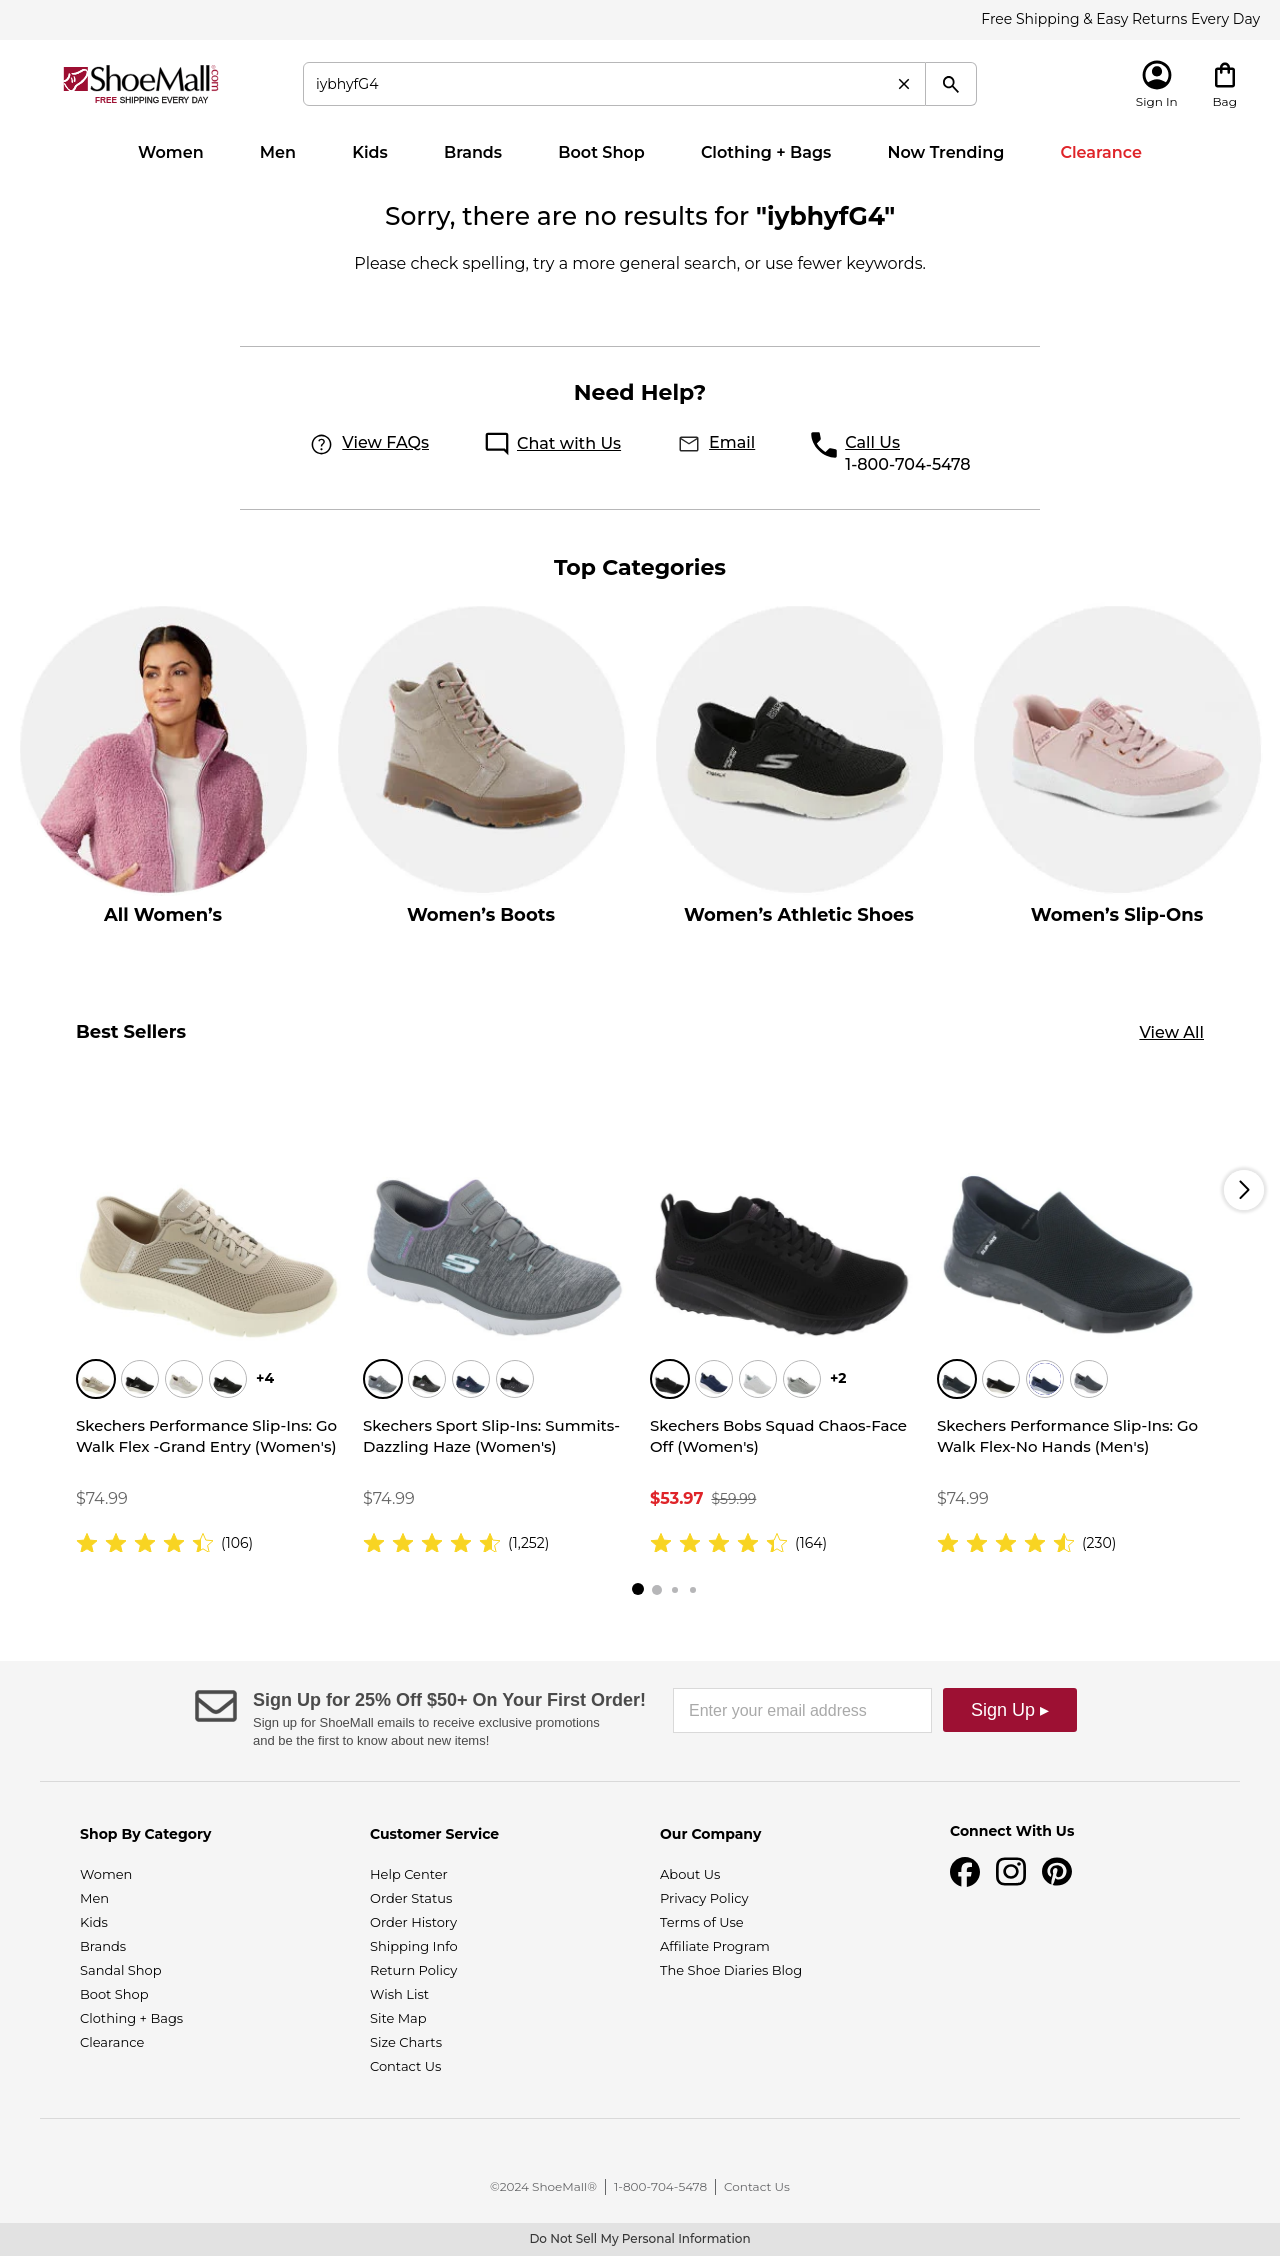 Free Shipping & Easy Returns Every Day
ShoeMall.com
FREE SHIPPING EVERY DAY
iybhyfG4
Sign In
Bag
Women
Men
Kids
Brands
Boot Shop
Clothing + Bags
Now Trending
Clearance
Sorry, there are no results for "iybhyfG4"
Please check spelling, try a more general search, or use fewer keywords.
Need Help?
View FAQs
Chat with Us
Email
Call Us
1-800-704-5478
Top Categories
All Women’s
Women’s Boots
Women’s Athletic Shoes
Women’s Slip-Ons
Best Sellers
View All
+4
Skechers Performance Slip-Ins: Go
Walk Flex -Grand Entry (Women's)
$74.99
(106)
Skechers Sport Slip-Ins: Summits-
Dazzling Haze (Women's)
$74.99
(1,252)
+2
Skechers Bobs Squad Chaos-Face
Off (Women's)
$53.97 $59.99
(164)
Skechers Performance Slip-Ins: Go
Walk Flex-No Hands (Men's)
$74.99
(230)
Sign Up for 25% Off $50+ On Your First Order!
Sign up for ShoeMall emails to receive exclusive promotions
and be the first to know about new items!
Enter your email address
Sign Up ▸
Shop By Category
Women
Men
Kids
Brands
Sandal Shop
Boot Shop
Clothing + Bags
Clearance
Customer Service
Help Center
Order Status
Order History
Shipping Info
Return Policy
Wish List
Site Map
Size Charts
Contact Us
Our Company
About Us
Privacy Policy
Terms of Use
Affiliate Program
The Shoe Diaries Blog
Connect With Us
©2024 ShoeMall® | 1-800-704-5478 | Contact Us
Do Not Sell My Personal Information